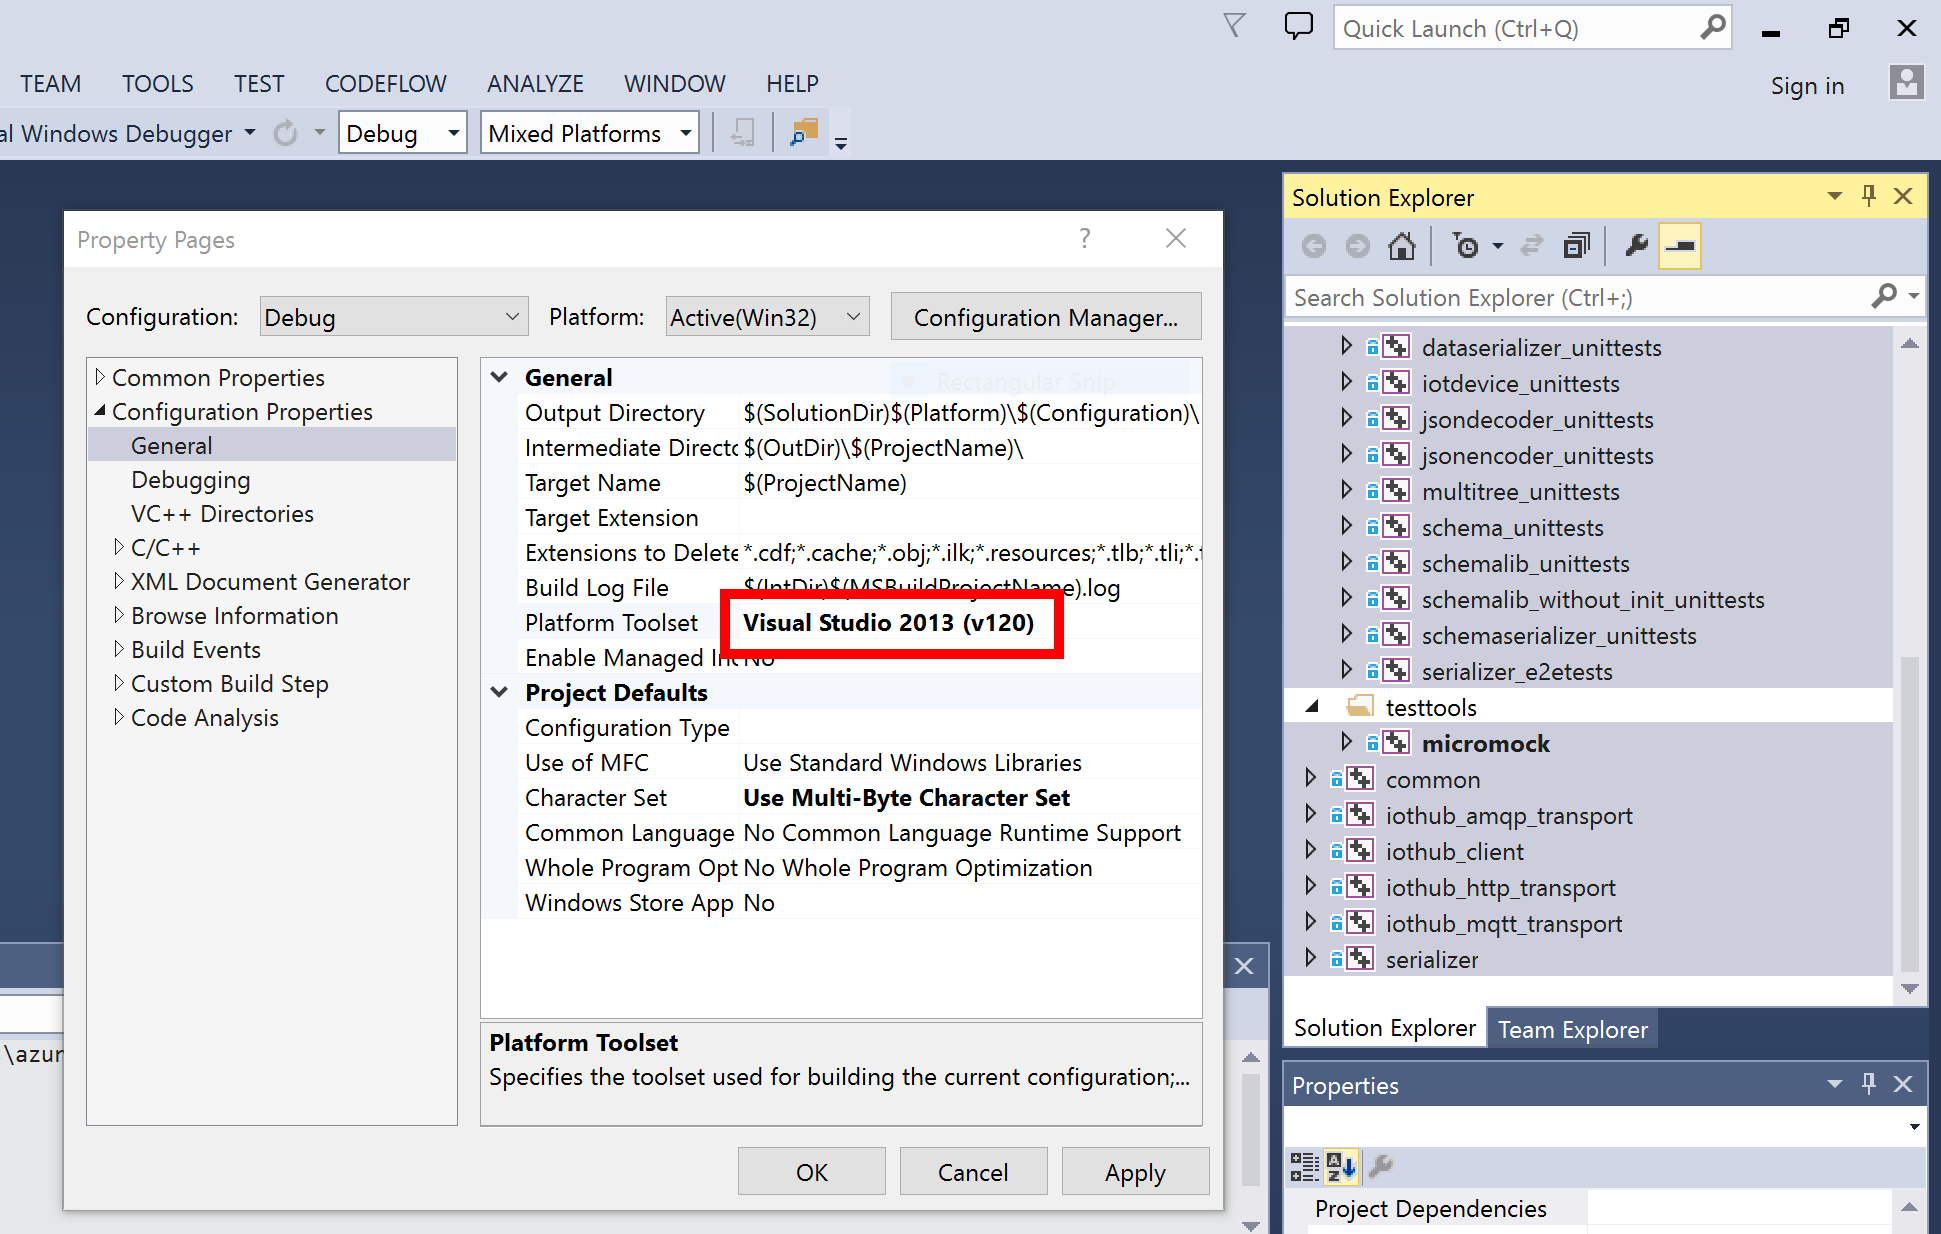 Quick Launch (Ctrl+Q)
TEAM TOOLS TEST CODEFLOW ANALYZE WINDOW HELP
Sign in
al Windows Debugger Debug Mixed Platforms
Property Pages
?
Configuration: Debug Platform: Active(Win32) Configuration Manager...
Common Properties
Configuration Properties
General
Debugging
VC++ Directories
C/C++
XML Document Generator
Browse Information
Build Events
Custom Build Step
Code Analysis
General
Rectangular Snip
Output Directory $(SolutionDir)$(Platform)\$(Configuration)\
Intermediate Directo $(OutDir)\$(ProjectName)\
Target Name $(ProjectName)
Target Extension
Extensions to Delete *.cdf;*.cache;*.obj;*.ilk;*.resources;*.tlb;*.tli;*.t
Build Log File $(IntDir)$(MSBuildProjectName).log
Platform Toolset Visual Studio 2013 (v120)
Enable Managed Inc No
Project Defaults
Configuration Type
Use of MFC Use Standard Windows Libraries
Character Set Use Multi-Byte Character Set
Common Language No Common Language Runtime Support
Whole Program Opt No Whole Program Optimization
Windows Store App No
Platform Toolset
Specifies the toolset used for building the current configuration;...
OK Cancel Apply
\azur
Solution Explorer
Search Solution Explorer (Ctrl+;)
dataserializer_unittests
iotdevice_unittests
jsondecoder_unittests
jsonencoder_unittests
multitree_unittests
schema_unittests
schemalib_unittests
schemalib_without_init_unittests
schemaserializer_unittests
serializer_e2etests
testtools
micromock
common
iothub_amqp_transport
iothub_client
iothub_http_transport
iothub_mqtt_transport
serializer
Solution Explorer Team Explorer
Properties
Project Dependencies